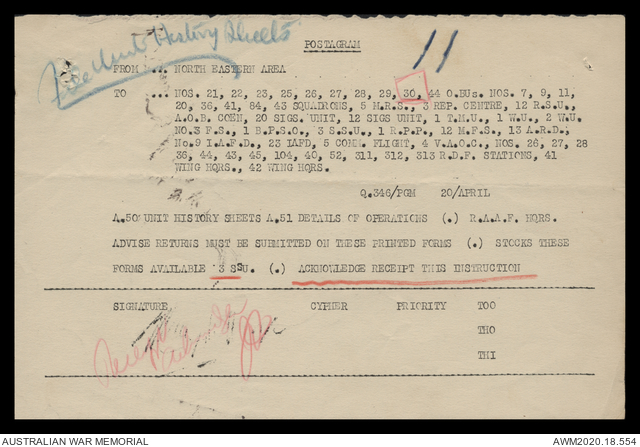 Unit History Sheets
11
POSTAGRAM
FROM ... NORTH EASTERN AREA
TO ... NOS. 21, 22, 23, 25, 26, 27, 28, 29, 30, 44 O.BUs. NOS. 7, 9, 11,
20, 36, 41, 84, 43 SQUADRONS, 5 M.R.S., 3 REP. CENTRE, 12 R.S.U.,
A.O.B. COEN, 20 SIGS. UNIT, 12 SIGS UNIT, 1 T.M.U., 1 W.U., 2 W.U.
NO.3 F.S., 1 B.P.S.O., 3 S.S.U., 1 R.P.P., 12 M.F.S., 13 A.R.D.,
No.9 I.A.F.D., 23 IAFD, 5 COMM. FLIGHT, 4 V.A.O.C., NOS. 26, 27, 28
36, 44, 43, 45, 104, 40, 52, 311, 312, 313 R.D.F. STATIONS, 41
WING HQRS., 42 WING HQRS.
Q.346/PGM 20/APRIL
A.50 UNIT HISTORY SHEETS A.51 DETAILS OF OPERATIONS (.) R.A.A.F. HQRS.
ADVISE RETURNS MUST BE SUBMITTED ON THESE PRINTED FORMS (.) STOCKS THESE
FORMS AVAILABLE 3 SSU. (.) ACKNOWLEDGE RECEIPT THIS INSTRUCTION
SIGNATURE CYPHER PRIORITY TOO
THO
THI
AUSTRALIAN WAR MEMORIAL AWM2020.18.554